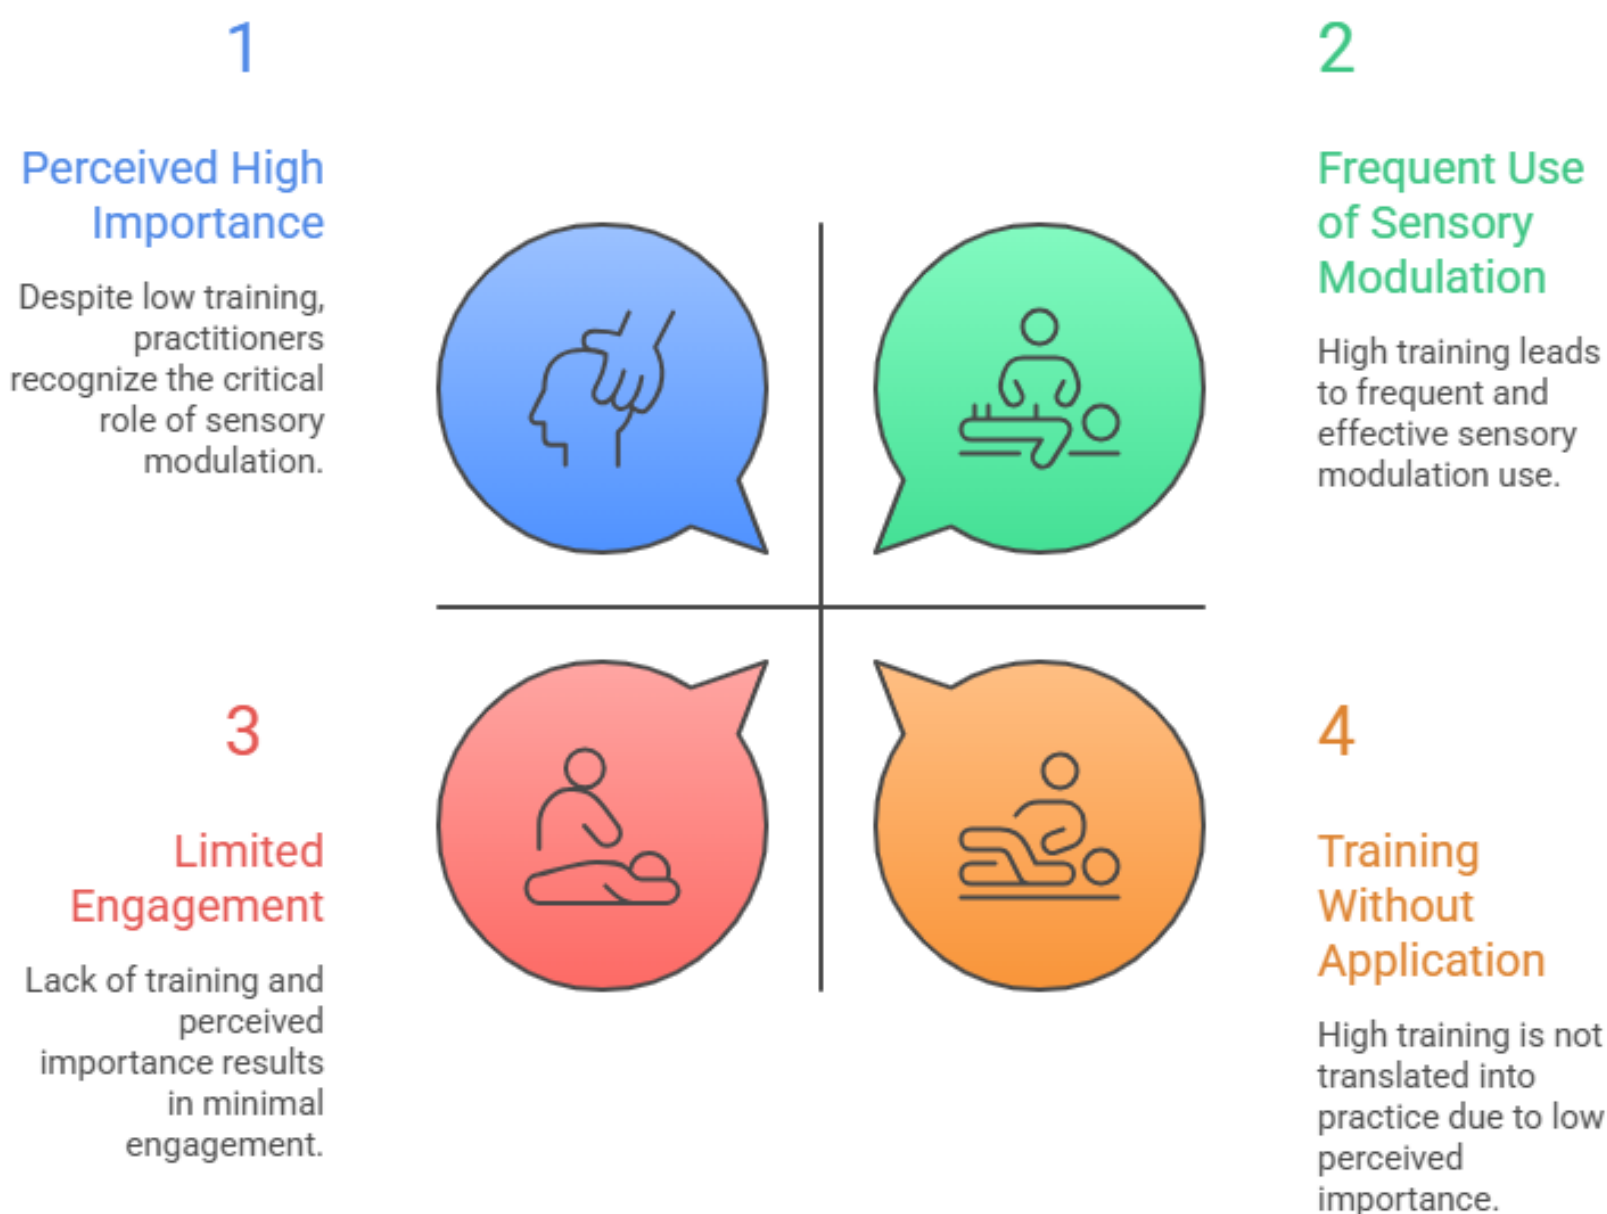 1
Perceived High
Importance
Despite low training,
practitioners
recognize the critical
role of sensory
modulation.
2
Frequent Use
of Sensory
Modulation
High training leads
to frequent and
effective sensory
modulation use.
3
Limited
Engagement
Lack of training and
perceived
importance results
in minimal
engagement.
4
Training
Without
Application
High training is not
translated into
practice due to low
perceived
importance.